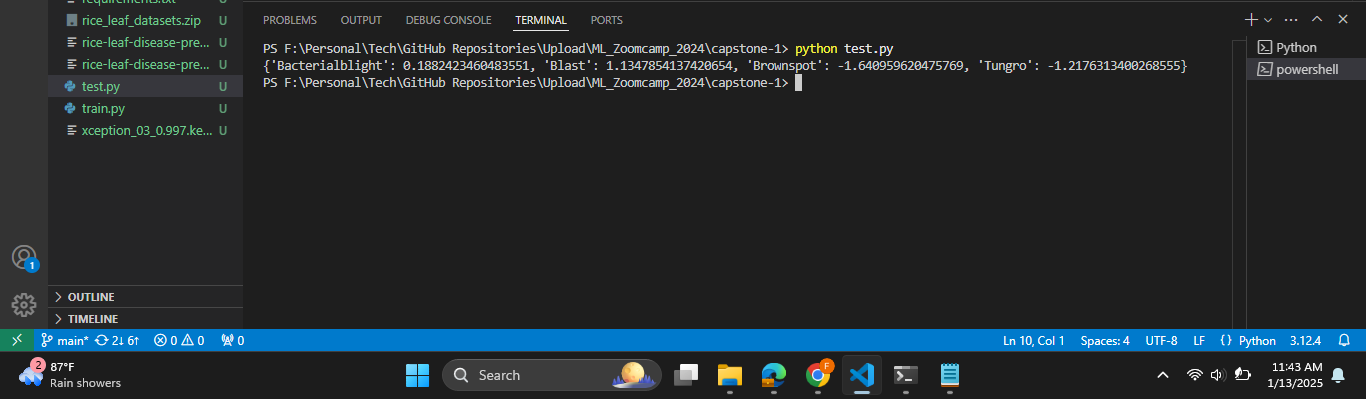 PROBLEMS OUTPUT DEBUG CONSOLE TERMINAL PORTS
rice_leaf_datasets.zip U
rice-leaf-disease-pre... U
rice-leaf-disease-pre... U
test.py U
train.py U
xception_03_0.997.ke... U
OUTLINE
TIMELINE
PS F:\Personal\Tech\GitHub Repositories\Upload\ML_Zoomcamp_2024\capstone-1> python test.py
{'Bacterialblight': 0.1882423460483551, 'Blast': 1.1347854137420654, 'Brownspot': -1.640959620475769, 'Tungro': -1.2176313400268555}
PS F:\Personal\Tech\GitHub Repositories\Upload\ML_Zoomcamp_2024\capstone-1>
Python
powershell
1
main* 2↓ 6↑ 0 0 0 Ln 10, Col 1 Spaces: 4 UTF-8 LF {} Python 3.12.4
2
87°F
Rain showers
Search
F
11:43 AM
1/13/2025